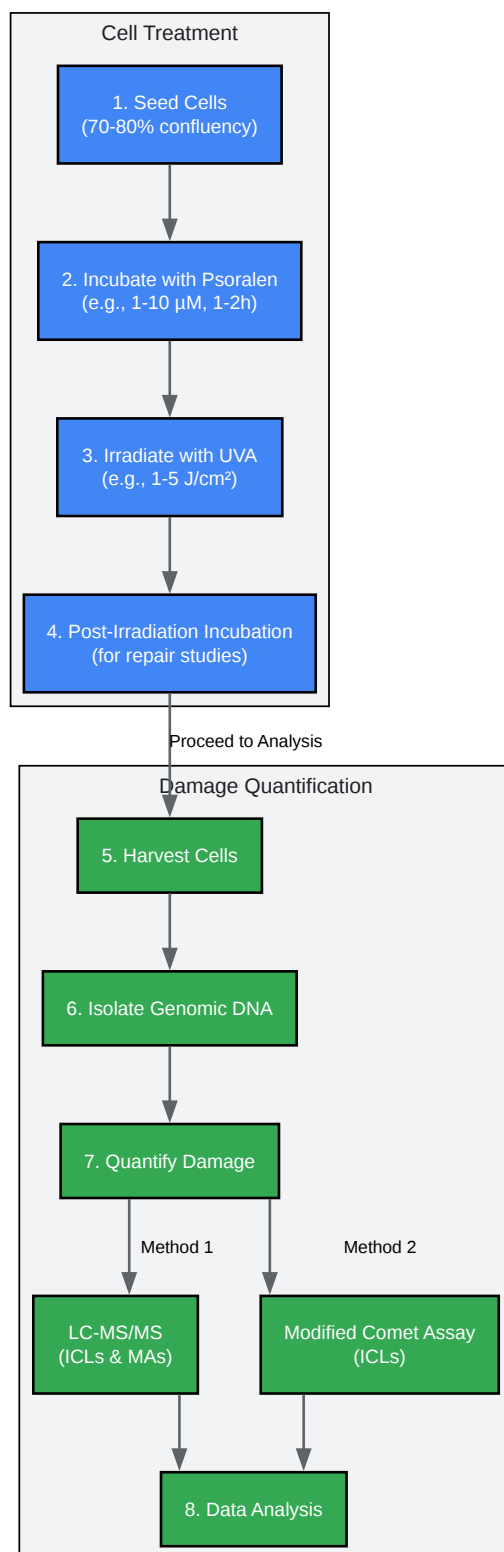 Cell Treatment
1. Seed Cells
(70-80% confluency)
2. Incubate with Psoralen
(e.g., 1-10 µM, 1-2h)
3. Irradiate with UVA
(e.g., 1-5 J/cm²)
4. Post-Irradiation Incubation
(for repair studies)
Proceed to Analysis
Damage Quantification
5. Harvest Cells
6. Isolate Genomic DNA
7. Quantify Damage
Method 1
Method 2
LC-MS/MS
(ICLs & MAs)
Modified Comet Assay
(ICLs)
8. Data Analysis